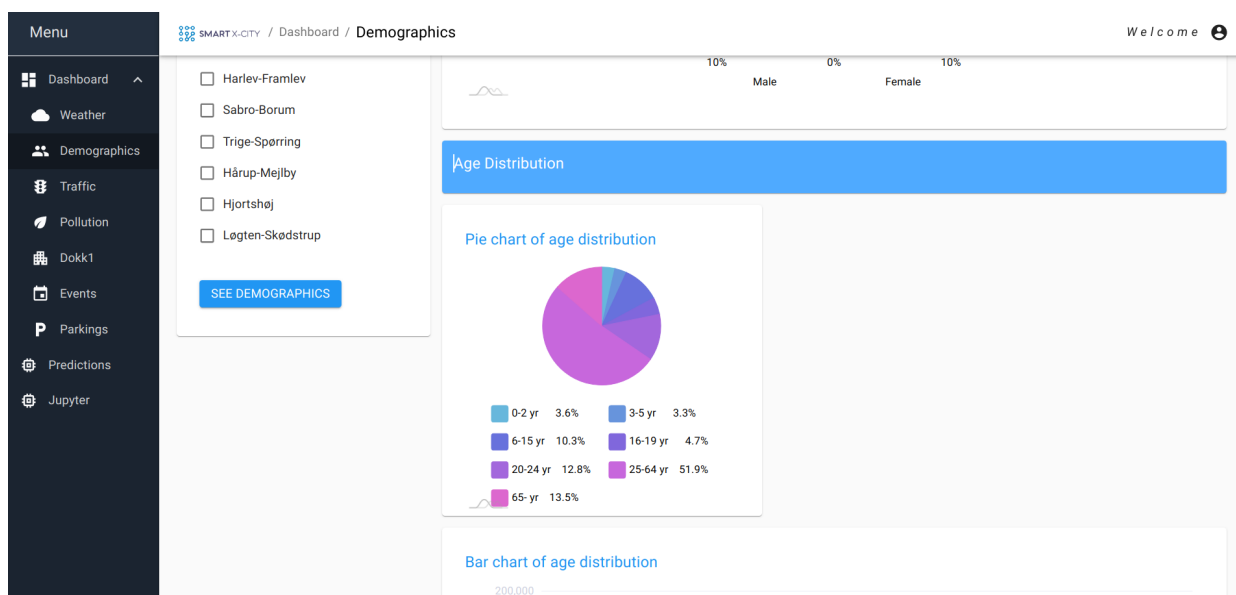 Menu
SMART X-CITY / Dashboard / Demographics
Welcome
Dashboard
Weather
Demographics
Traffic
Pollution
Dokk1
Events
Parkings
Predictions
Jupyter
Harlev-Framlev
Sabro-Borum
Trige-Spørring
Hårup-Mejlby
Hjortshøj
Løgten-Skødstrup
SEE DEMOGRAPHICS
10% 0% 10%
Male Female
Age Distribution
Pie chart of age distribution
0-2 yr 3.6% 3-5 yr 3.3%
6-15 yr 10.3% 16-19 yr 4.7%
20-24 yr 12.8% 25-64 yr 51.9%
65- yr 13.5%
Bar chart of age distribution
200,000